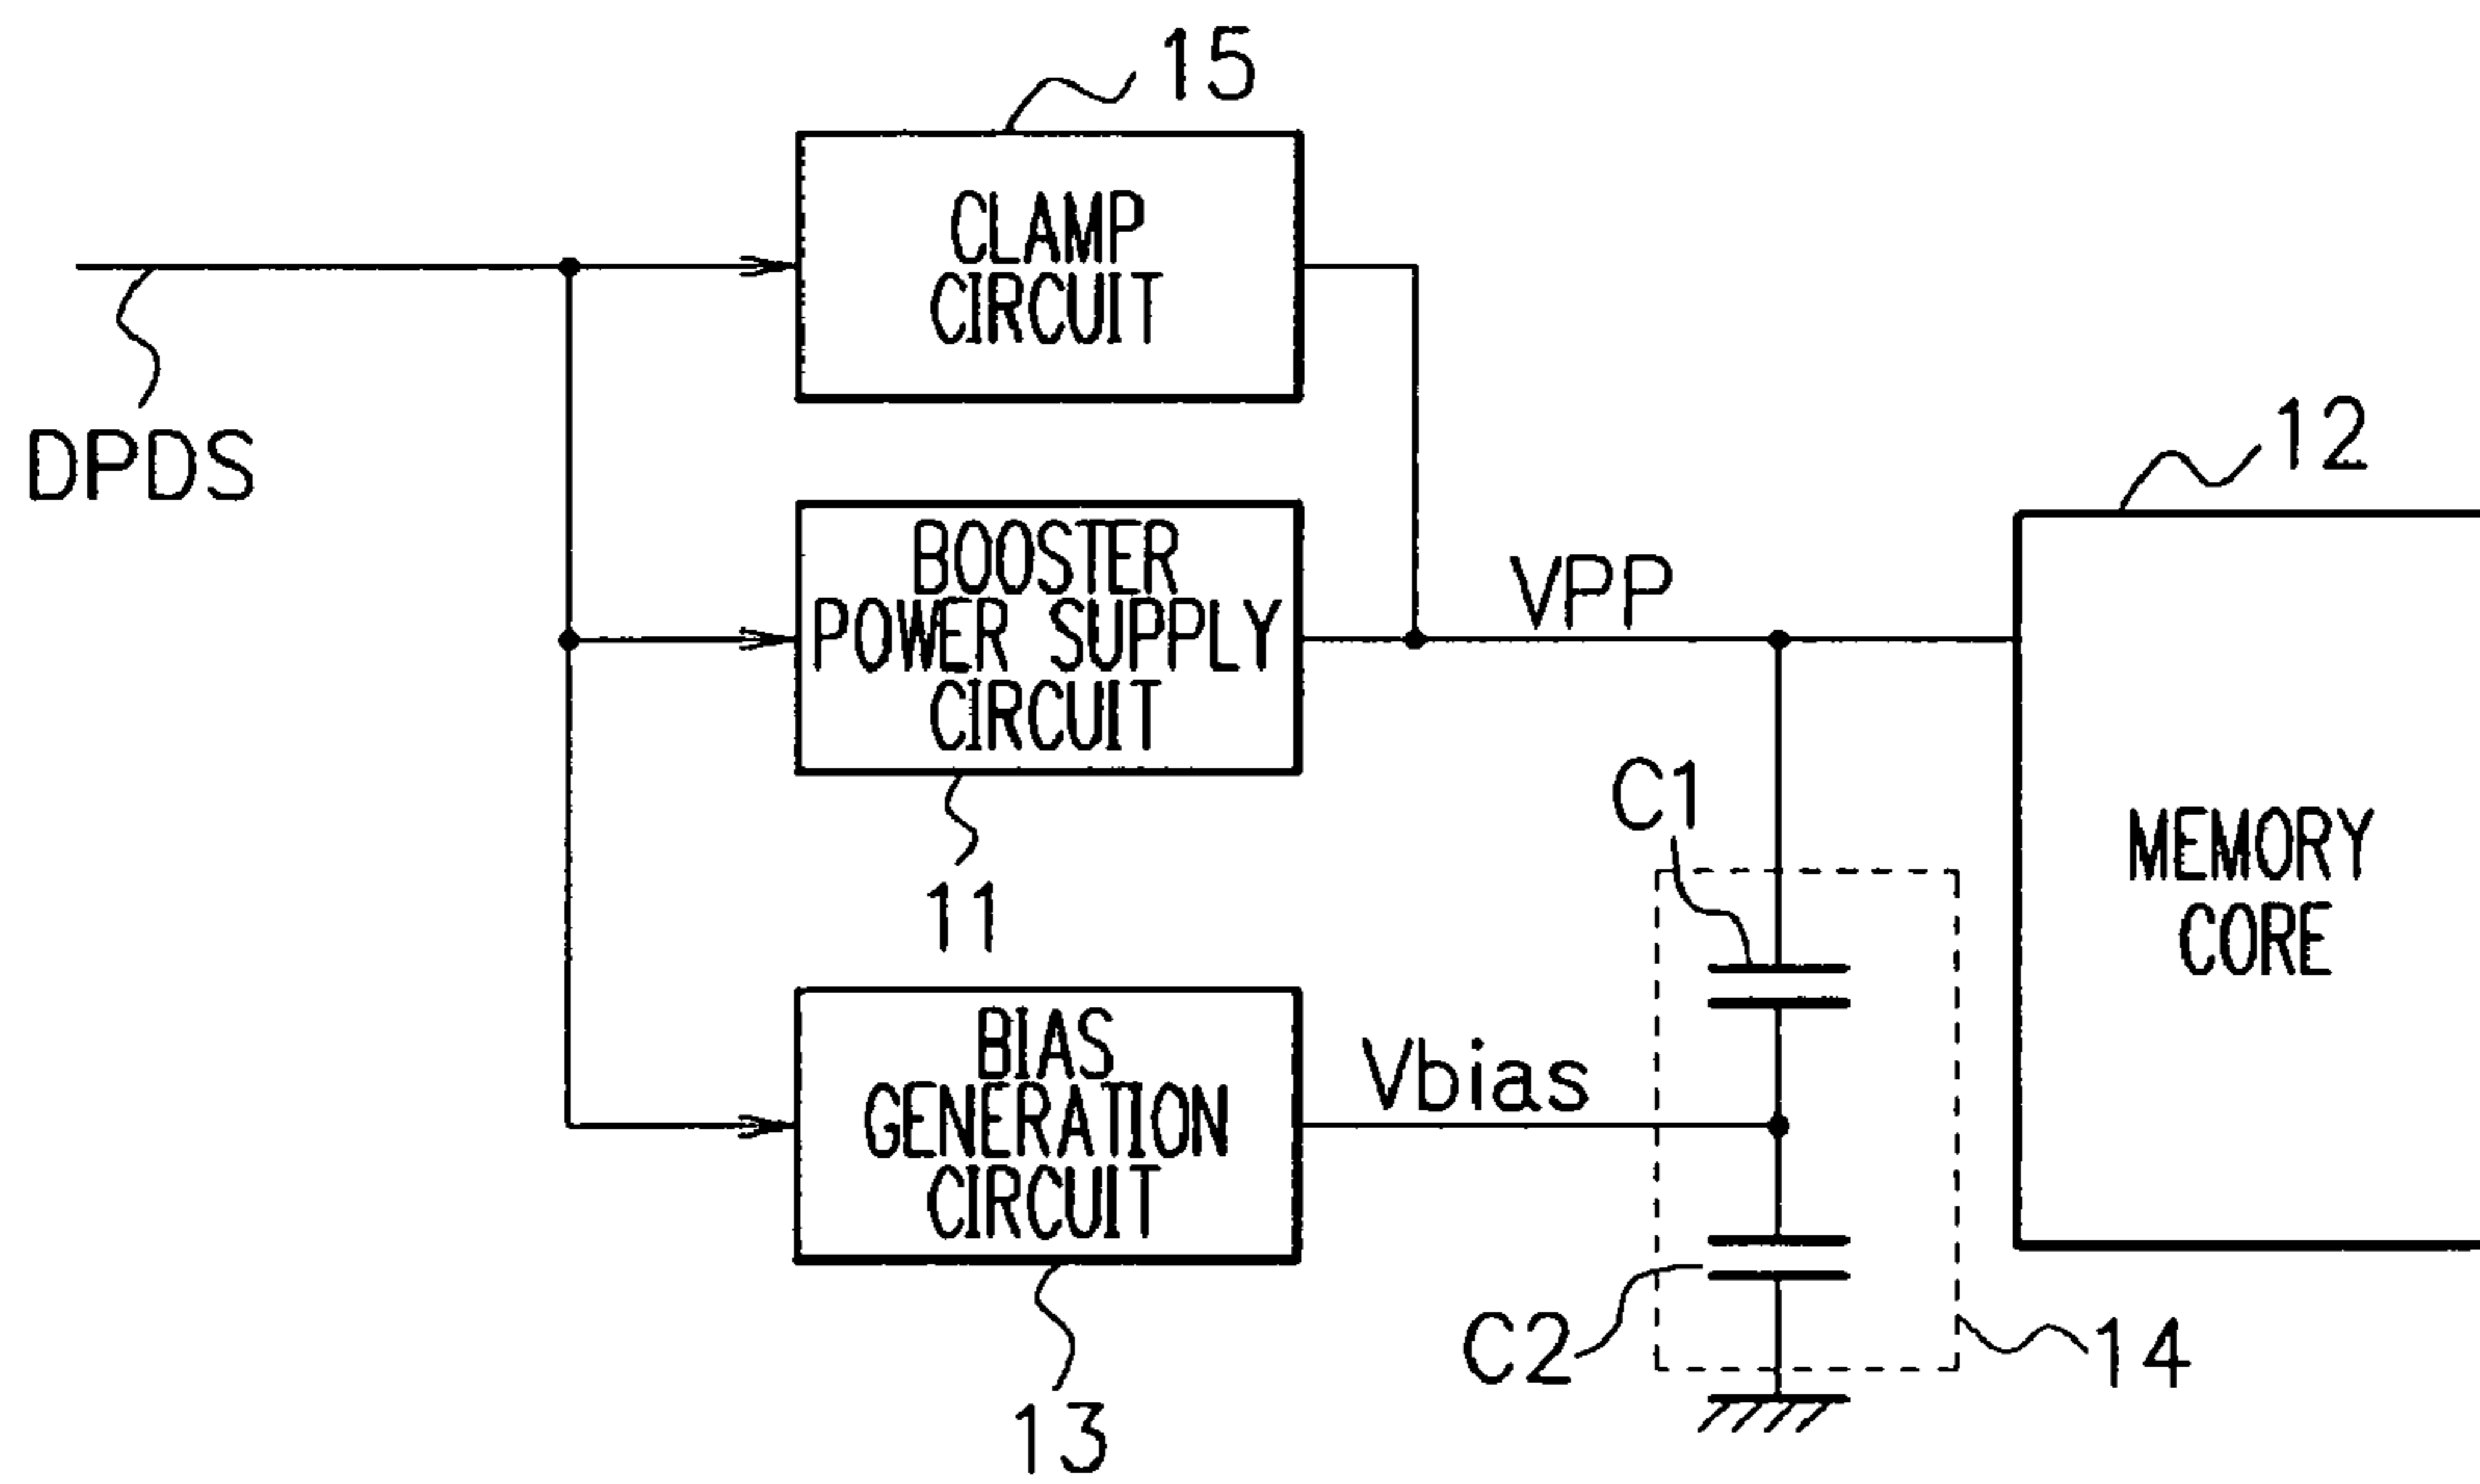 15
CLAMP
CIRCUIT
DPDS
12
BOOSTER
POWER SUPPLY
CIRCUIT
VPP
C1
11
MEMORY
CORE
BIAS
GENERATION
CIRCUIT
Vbias
C2
14
13